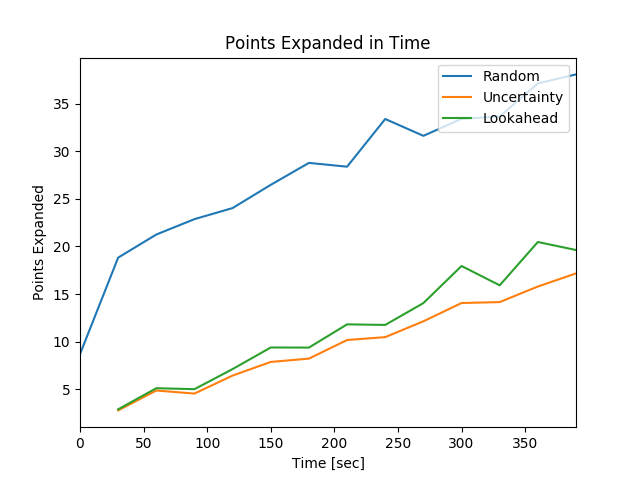 Points Expanded in Time
Random
Uncertainty
Lookahead
Points Expanded
35
30
25
20
15
10
5
0 50 100 150 200 250 300 350
Time [sec]